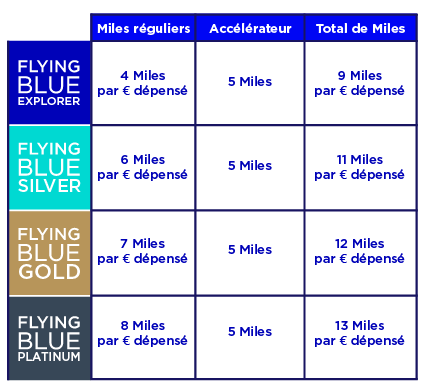 Miles réguliers Accélérateur Total de Miles
FLYING
BLUE
EXPLORER
4 Miles
par € dépensé
5 Miles
9 Miles
par € dépensé
FLYING
BLUE
SILVER
6 Miles
par € dépensé
5 Miles
11 Miles
par € dépensé
FLYING
BLUE
GOLD
7 Miles
par € dépensé
5 Miles
12 Miles
par € dépensé
FLYING
BLUE
PLATINUM
8 Miles
par € dépensé
5 Miles
13 Miles
par € dépensé